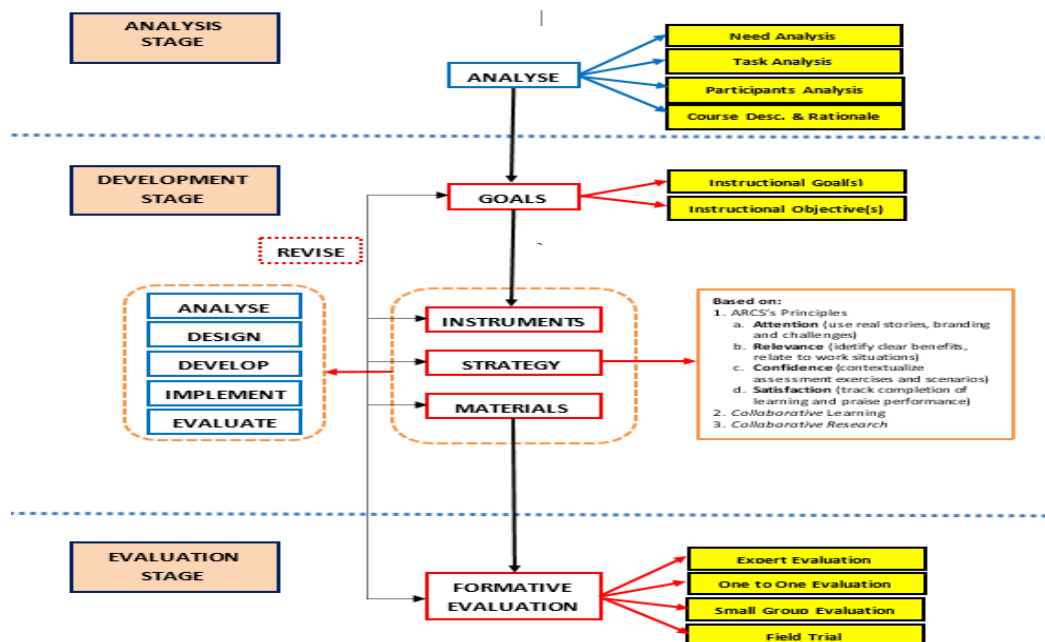 ANALYSIS
STAGE
ANALYSE
Need Analysis
Task Analysis
Participants Analysis
Course Desc. & Rationale
DEVELOPMENT
STAGE
GOALS
Instructional Goal(s)
Instructional Objective(s)
REVISE
ANALYSE
DESIGN
DEVELOP
IMPLEMENT
EVALUATE
INSTRUMENTS
STRATEGY
MATERIALS
Based on:
1. ARCS's Principles
a. Attention (use real stories, branding
and challenges)
b. Relevance (idetify clear benefits,
relate to work situations)
c. Confidence (contextualize
assessment exercises and scenarios)
d. Satisfaction (track completion of
learning and praise performance)
2. Collaborative Learning
3. Collaborative Research
EVALUATION
STAGE
FORMATIVE
EVALUATION
Expert Evaluation
One to One Evaluation
Small Group Evaluation
Field Trial